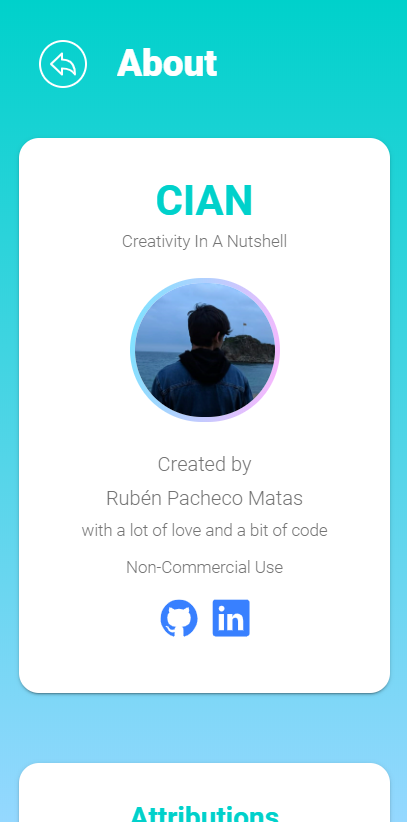 About
CIAN
Creativity In A Nutshell
Created by
Rubén Pacheco Matas
with a lot of love and a bit of code
Non-Commercial Use
in
Attributions